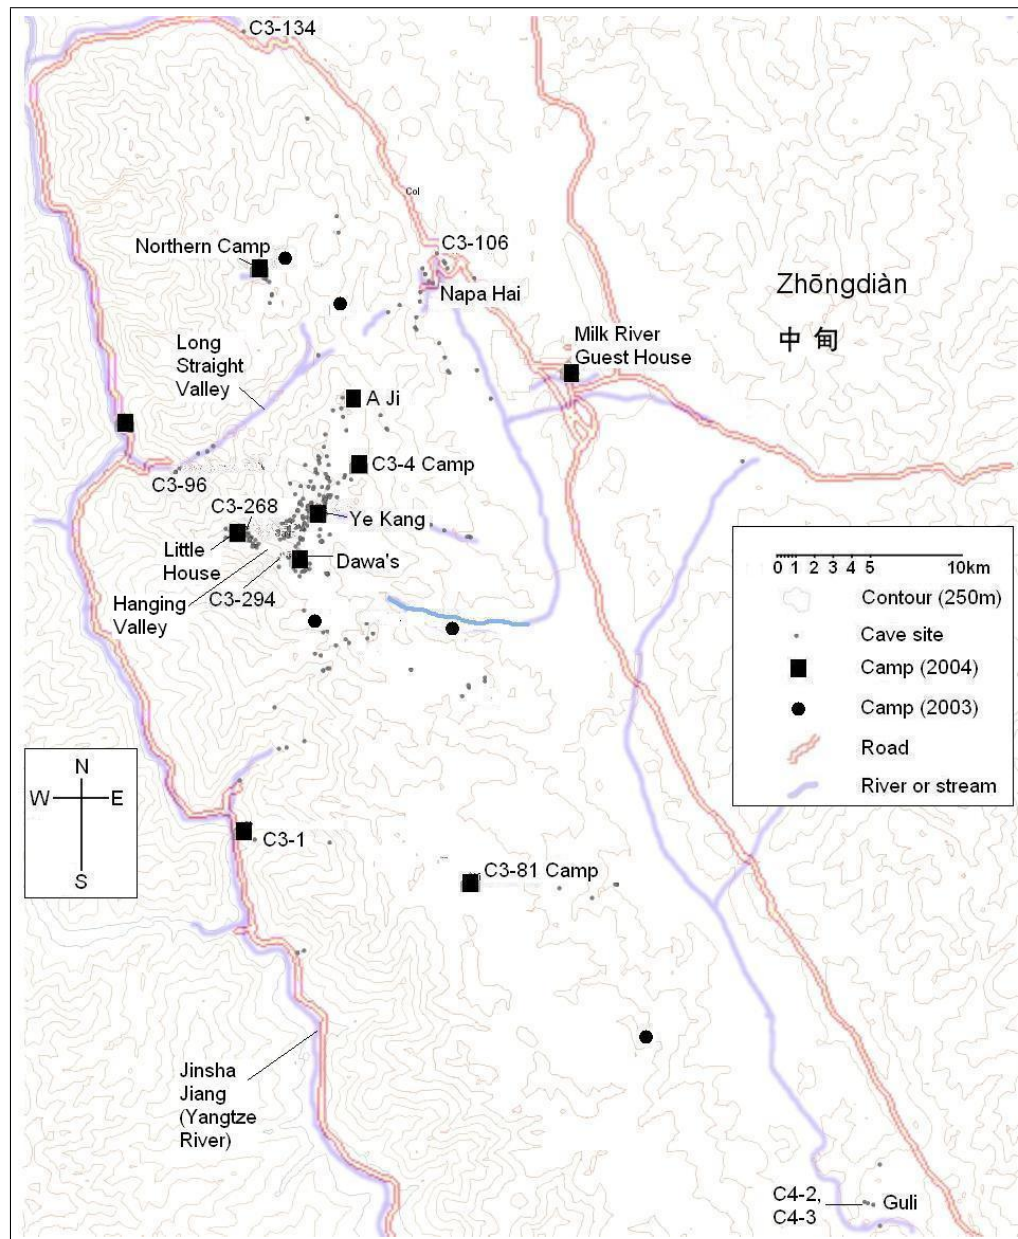 C3-134
Col
C3-106
Northern Camp
Napa Hai
Zhōngdiàn
中 甸
Long
Straight
Valley
Milk River
Guest House
A Ji
C3-4 Camp
C3-96
C3-268
Ye Kang
Little
House
Dawa's
Hanging
Valley
C3-294
0 1 2 3 4 5 10km
Contour (250m)
Cave site
Camp (2004)
Camp (2003)
Road
River or stream
N
W E
S
C3-1
C3-81 Camp
Jinsha
Jiang
(Yangtze
River)
C4-2,
C4-3
Guli